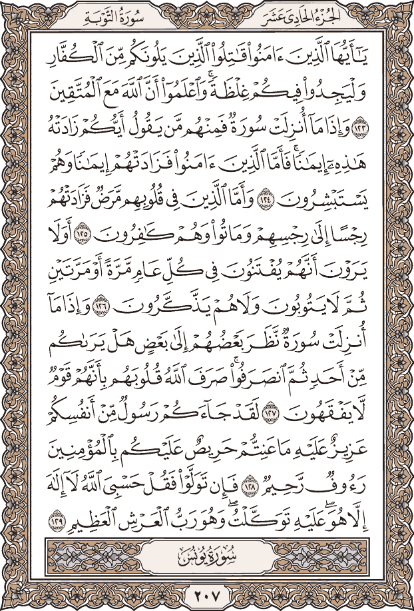 الجزء الحادي عشر
سورة التوبة
يَٰٓأَيُّهَا ٱلَّذِينَ ءَامَنُوا۟ قَٰتِلُوا۟ ٱلَّذِينَ يَلُونَكُم مِّنَ ٱلْكُفَّارِ
وَلْيَجِدُوا۟ فِيكُمْ غِلْظَةً ۚ وَٱعْلَمُوٓا۟ أَنَّ ٱللَّهَ مَعَ ٱلْمُتَّقِينَ
١٢٣ وَإِذَا مَآ أُنزِلَتْ سُورَةٌ فَمِنْهُم مَّن يَقُولُ أَيُّكُمْ زَادَتْهُ
هَٰذِهِۦٓ إِيمَٰنًا ۚ فَأَمَّا ٱلَّذِينَ ءَامَنُوا۟ فَزَادَتْهُمْ إِيمَٰنًا وَهُمْ
يَسْتَبْشِرُونَ ١٢٤ وَأَمَّا ٱلَّذِينَ فِى قُلُوبِهِم مَّرَضٌ فَزَادَتْهُمْ
رِجْسًا إِلَىٰ رِجْسِهِمْ وَمَاتُوا۟ وَهُمْ كَٰفِرُونَ ١٢٥ أَوَلَا
يَرَوْنَ أَنَّهُمْ يُفْتَنُونَ فِى كُلِّ عَامٍ مَّرَّةً أَوْ مَرَّتَيْنِ
ثُمَّ لَا يَتُوبُونَ وَلَا هُمْ يَذَّكَّرُونَ ١٢٦ وَإِذَا مَآ
أُنزِلَتْ سُورَةٌ نَّظَرَ بَعْضُهُمْ إِلَىٰ بَعْضٍ هَلْ يَرَىٰكُم
مِّنْ أَحَدٍ ثُمَّ ٱنصَرَفُوا۟ ۚ صَرَفَ ٱللَّهُ قُلُوبَهُم بِأَنَّهُمْ قَوْمٌ
لَّا يَفْقَهُونَ ١٢٧ لَقَدْ جَآءَكُمْ رَسُولٌ مِّنْ أَنفُسِكُمْ
عَزِيزٌ عَلَيْهِ مَا عَنِتُّمْ حَرِيصٌ عَلَيْكُم بِٱلْمُؤْمِنِينَ
رَءُوفٌ رَّحِيمٌ ١٢٨ فَإِن تَوَلَّوْا۟ فَقُلْ حَسْبِىَ ٱللَّهُ لَآ إِلَٰهَ
إِلَّا هُوَ ۖ عَلَيْهِ تَوَكَّلْتُ ۖ وَهُوَ رَبُّ ٱلْعَرْشِ ٱلْعَظِيمِ ١٢٩
سورة يونس
٢٠٧